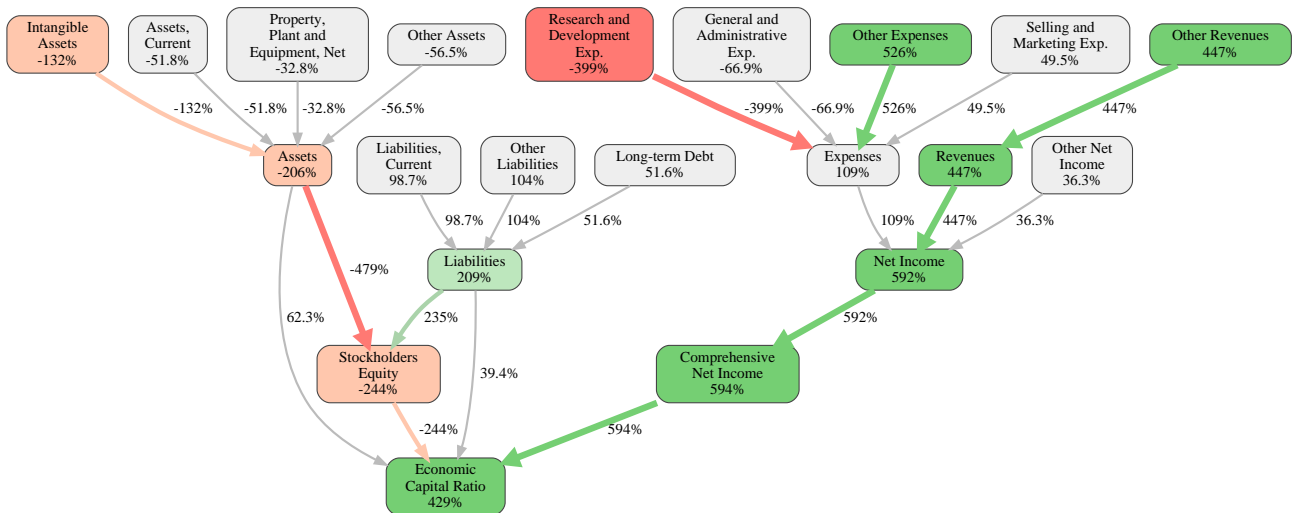 Intangible
Assets
-132%
Assets,
Current
-51.8%
Property,
Plant and
Equipment, Net
-32.8%
Other Assets
-56.5%
Research and
Development
Exp.
-399%
General and
Administrative
Exp.
-66.9%
Other Expenses
526%
Selling and
Marketing Exp.
49.5%
Other Revenues
447%
-132%
-51.8%
-32.8%
-56.5%
-399%
-66.9%
526%
49.5%
447%
Assets
-206%
Liabilities,
Current
98.7%
Other
Liabilities
104%
Long-term Debt
51.6%
Expenses
109%
Revenues
447%
Other Net
Income
36.3%
98.7%
104%
51.6%
109%
447%
36.3%
-479%
Liabilities
209%
Net Income
592%
62.3%
235%
592%
Stockholders
Equity
-244%
39.4%
Comprehensive
Net Income
594%
-244%
594%
Economic
Capital Ratio
429%